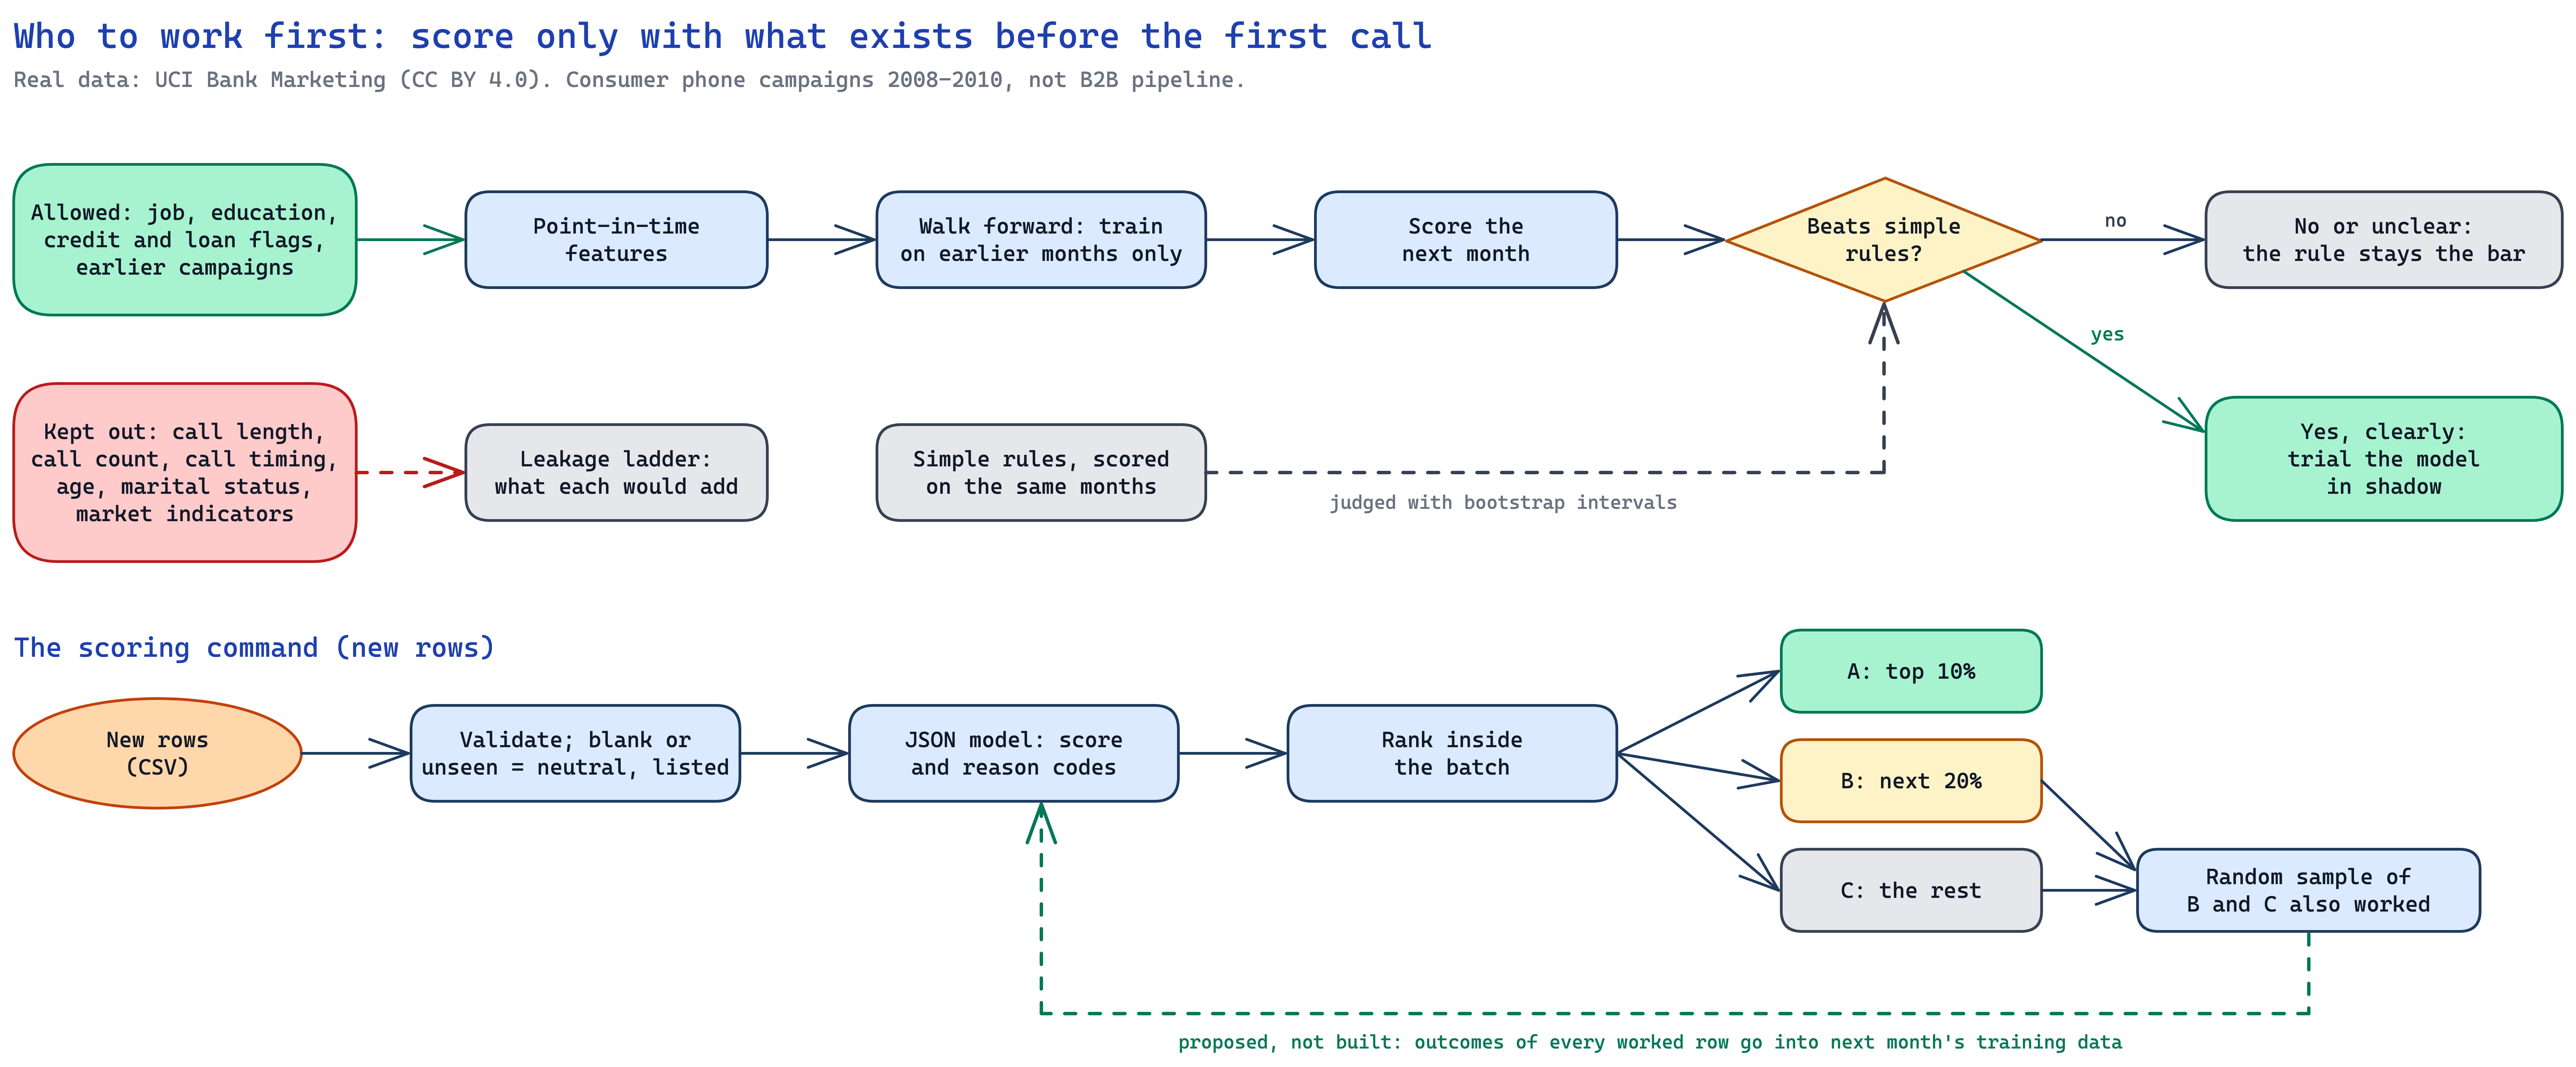 Who to work first: score only with what exists before the first call
Real data: UCI Bank Marketing (CC BY 4.0). Consumer phone campaigns 2008-2010, not B2B pipeline.
Allowed: job, education,
credit and loan flags,
earlier campaigns
Point-in-time
features
Walk forward: train
on earlier months only
Score the
next month
Beats simple
rules?
no
No or unclear:
the rule stays the bar
yes
Kept out: call length,
call count, call timing,
age, marital status,
market indicators
Leakage ladder:
what each would add
Simple rules, scored
on the same months
judged with bootstrap intervals
Yes, clearly:
trial the model
in shadow
The scoring command (new rows)
New rows
(CSV)
Validate; blank or
unseen = neutral, listed
JSON model: score
and reason codes
Rank inside
the batch
A: top 10%
B: next 20%
C: the rest
Random sample of
B and C also worked
proposed, not built: outcomes of every worked row go into next month's training data